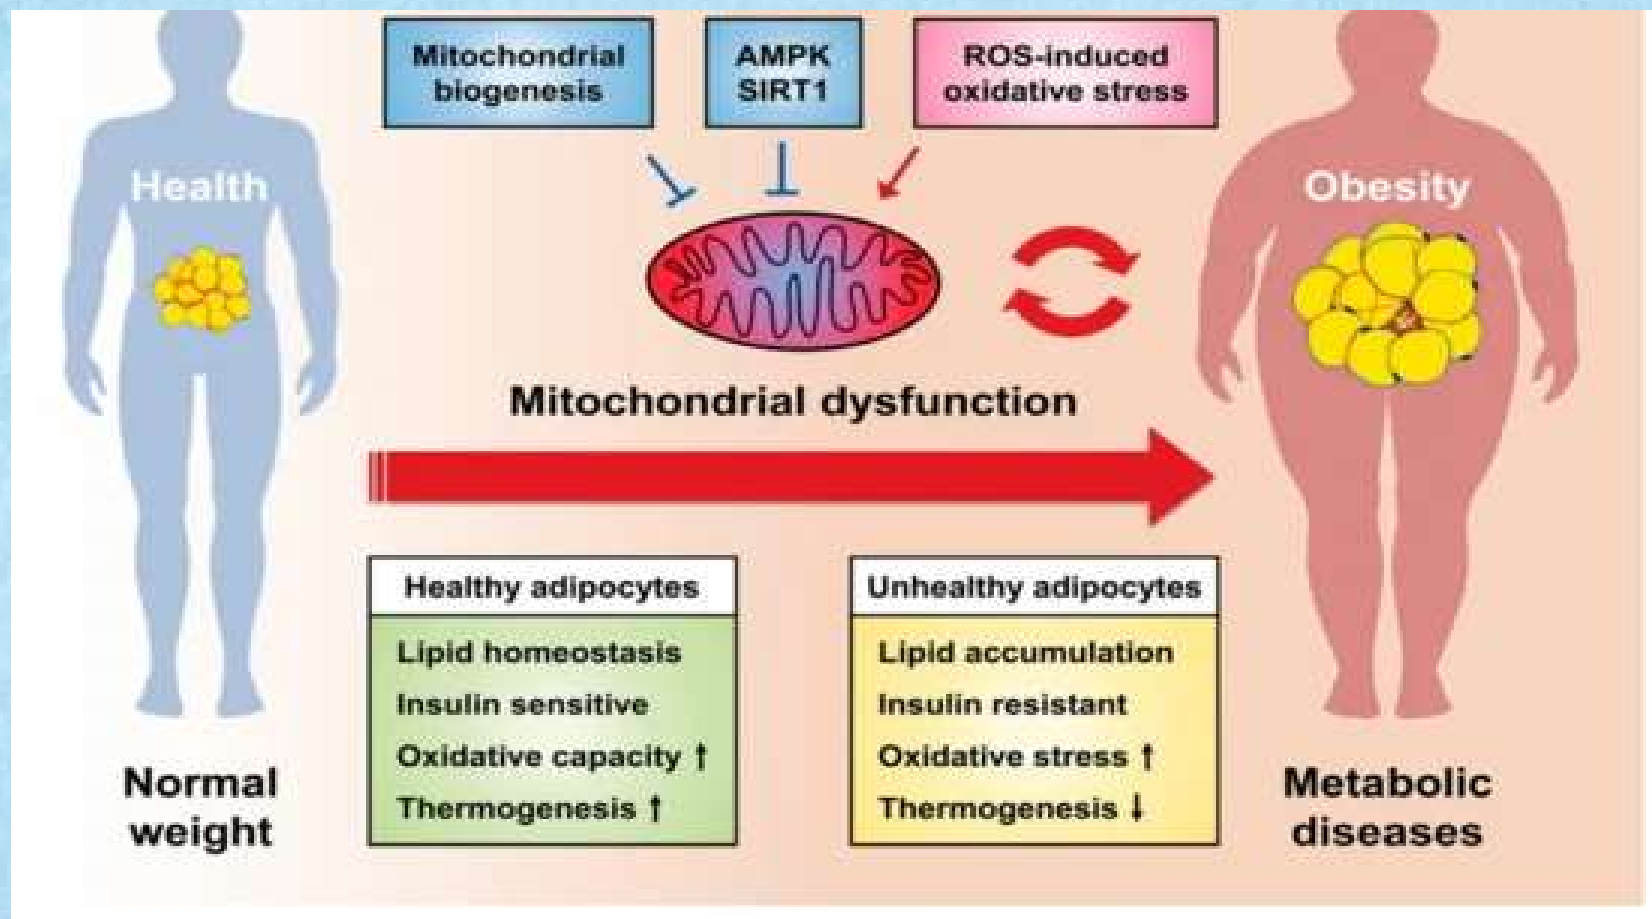 Mitochondrial
biogenesis
AMPK
SIRT1
ROS-induced
oxidative stress
Health
Obesity
Mitochondrial dysfunction
Healthy adipocytes
Lipid homeostasis
Insulin sensitive
Oxidative capacity ↑
Thermogenesis ↑
Unhealthy adipocytes
Lipid accumulation
Insulin resistant
Oxidative stress ↑
Thermogenesis ↓
Normal
weight
Metabolic
diseases